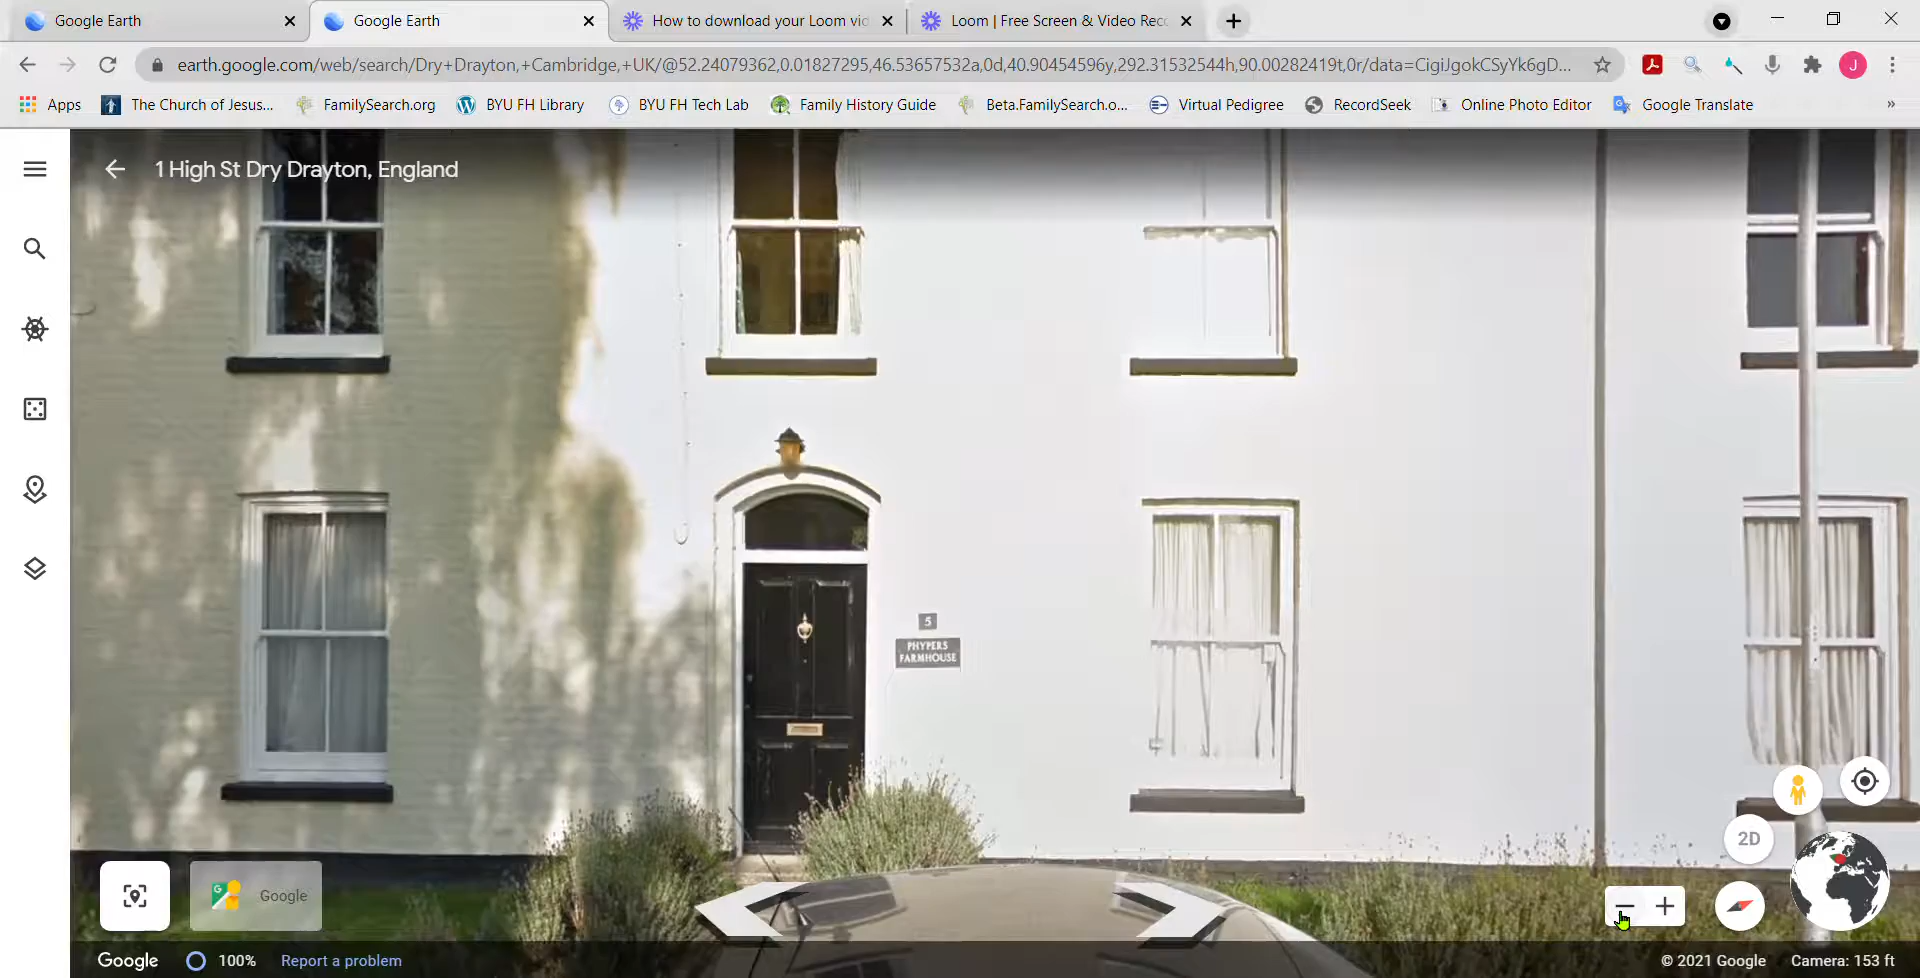 Google Earth
Google Earth
How to download your Loom vid
Loom | Free Screen & Video Reco
earth.google.com/web/search/Dry+Drayton,+Cambridge,+UK/@52.24079362,0.01827295,46.53657532a,0d,40.90454596y,292.31532544h,90.00282419t,0r/data=CigiJgokCSyYk6gD...
J
Apps
The Church of Jesus...
FamilySearch.org
BYU FH Library
BYU FH Tech Lab
Family History Guide
Beta.FamilySearch.o...
Virtual Pedigree
RecordSeek
Online Photo Editor
Google Translate
»
1 High St Dry Drayton, England
5
PHYPERS
FARMHOUSE
2D
Google
Google
100%
Report a problem
© 2021 Google
Camera: 153 ft